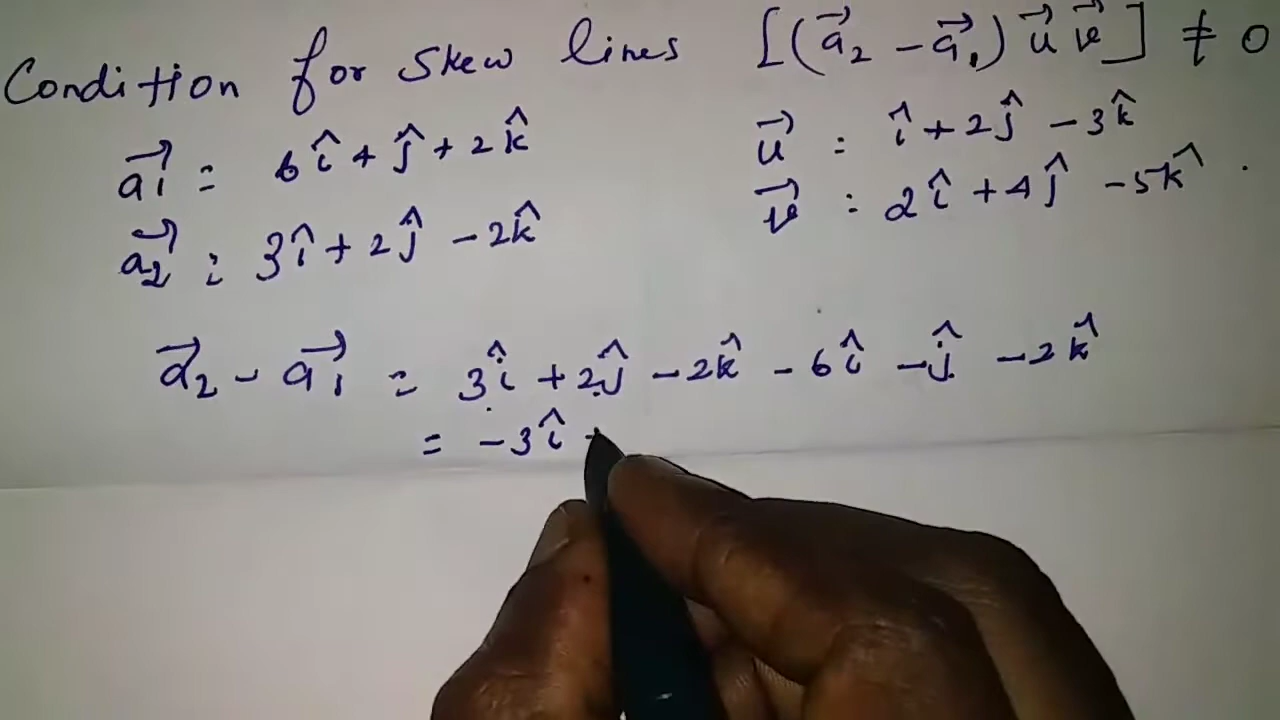 Condition for skew lines [(a⃗₂ − a⃗₁) u⃗ v⃗] ≠ 0
a⃗₁ = 6î + ĵ + 2k̂
u⃗ = î + 2ĵ − 3k̂
a⃗₂ = 3î + 2ĵ − 2k̂
v⃗ = 2î + 4ĵ − 5k̂
a⃗₂ − a⃗₁ = 3î + 2ĵ − 2k̂ − 6î − ĵ − 2k̂
= −3î